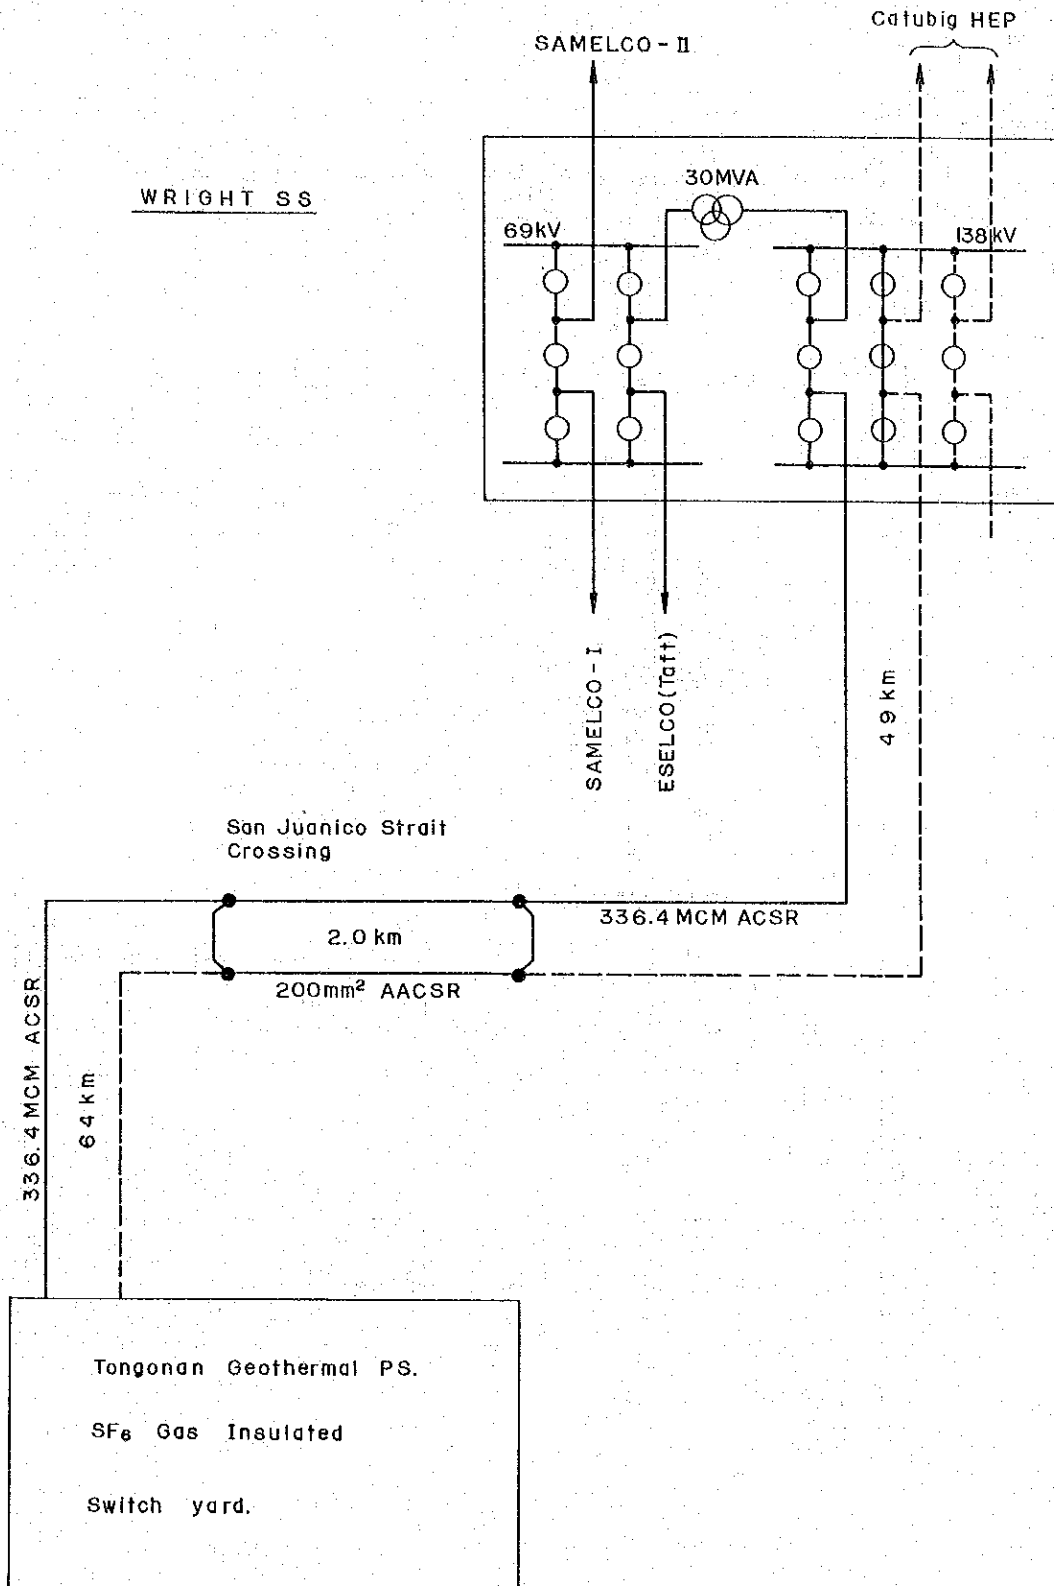 Catubig HEP
SAMELCO-II
WRIGHT SS
30MVA
69kV
138kV
SAMELCO-I
ESELCO(Taft)
49km
San Juanico Strait
Crossing
336.4 MCM ACSR
2.0 km
200mm² AACSR
336.4 MCM ACSR
64km
Tongonan Geothermal PS.
SF₆ Gas Insulated
Switch yard.